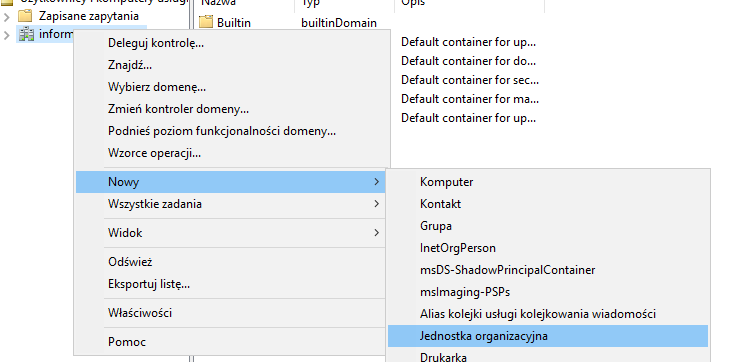 Użytkownicy i komputery usługi
Nazwa Typ Opis
Zapisane zapytania
Builtin builtinDomain
inform
Deleguj kontrolę...
Default container for up...
Znajdź...
Default container for do...
Wybierz domenę...
Default container for sec...
Zmień kontroler domeny...
Default container for ma...
Podnieś poziom funkcjonalności domeny...
Default container for up...
Wzorce operacji...
Nowy
Komputer
Wszystkie zadania
Kontakt
Grupa
Widok
InetOrgPerson
Odśwież
msDS-ShadowPrincipalContainer
Eksportuj listę...
msImaging-PSPs
Właściwości
Alias kolejki usługi kolejkowania wiadomości
Pomoc
Jednostka organizacyjna
Drukarka